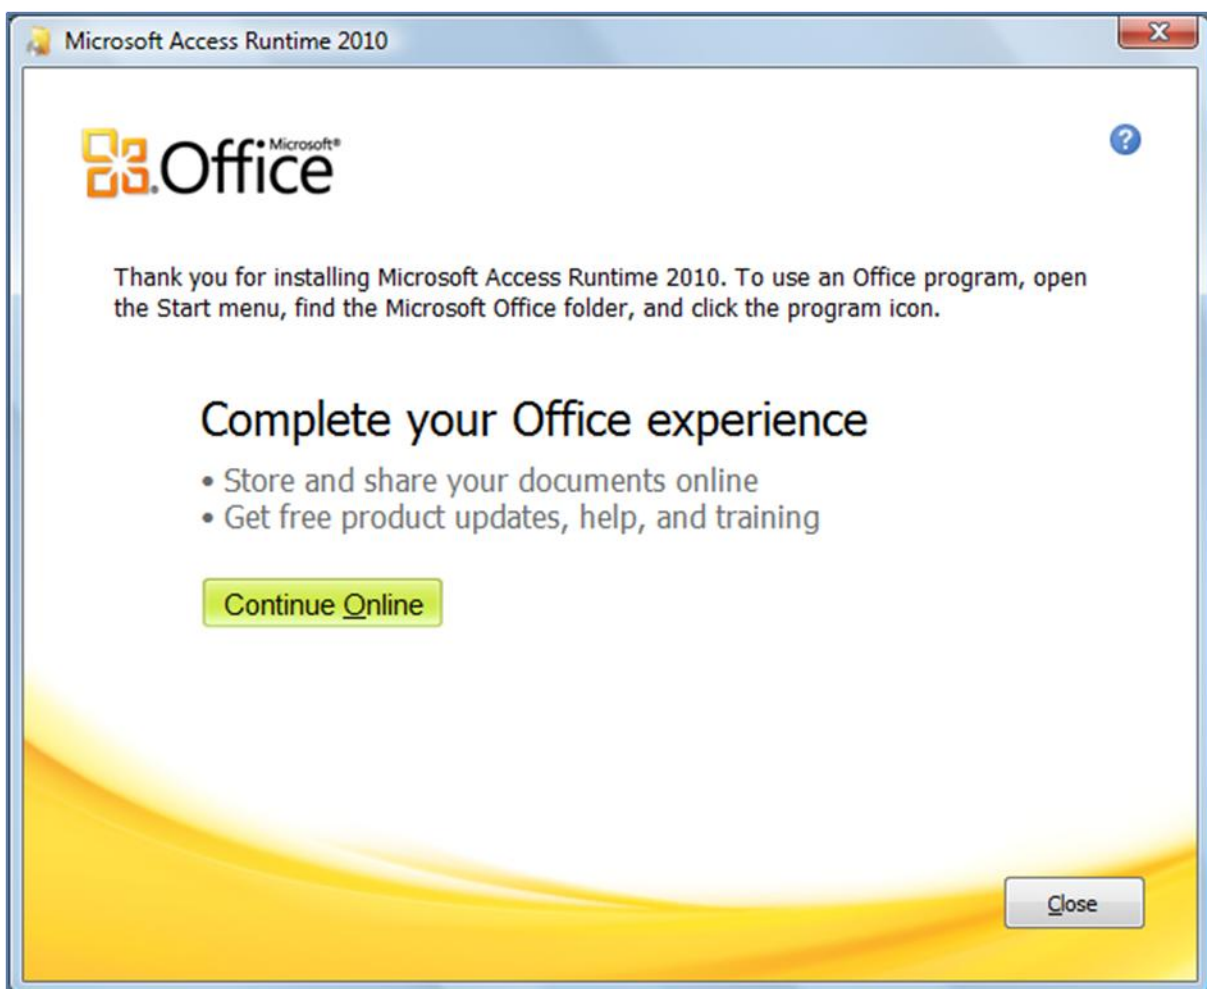 Microsoft Access Runtime 2010
X
Microsoft®
Office
?
Thank you for installing Microsoft Access Runtime 2010. To use an Office program, open
the Start menu, find the Microsoft Office folder, and click the program icon.
Complete your Office experience
• Store and share your documents online
• Get free product updates, help, and training
Continue Online
Close